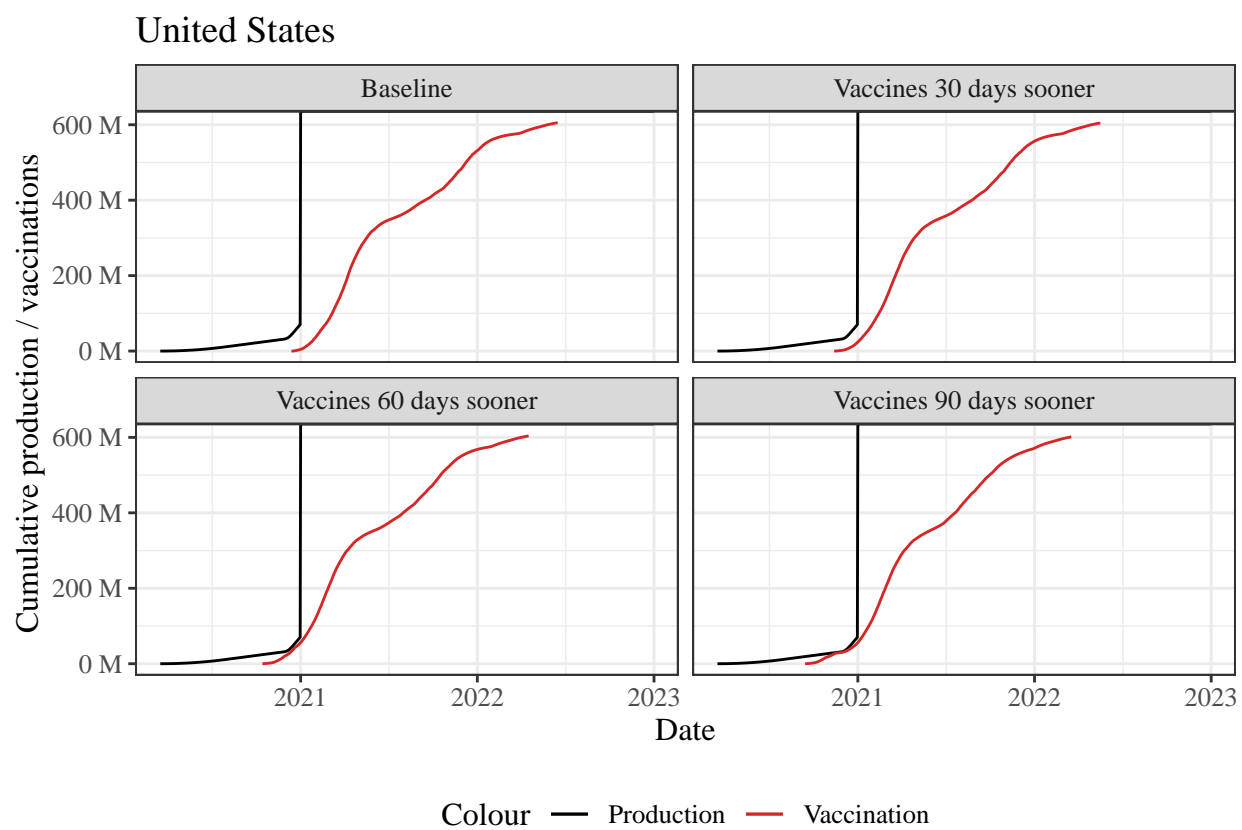 United States
Baseline
Vaccines 30 days sooner
600 M
400 M
200 M
0 M
Vaccines 60 days sooner
Vaccines 90 days sooner
600 M
400 M
200 M
0 M
Cumulative production / vaccinations
2021
2022
2023
2021
2022
2023
Date
Colour
Production
Vaccination